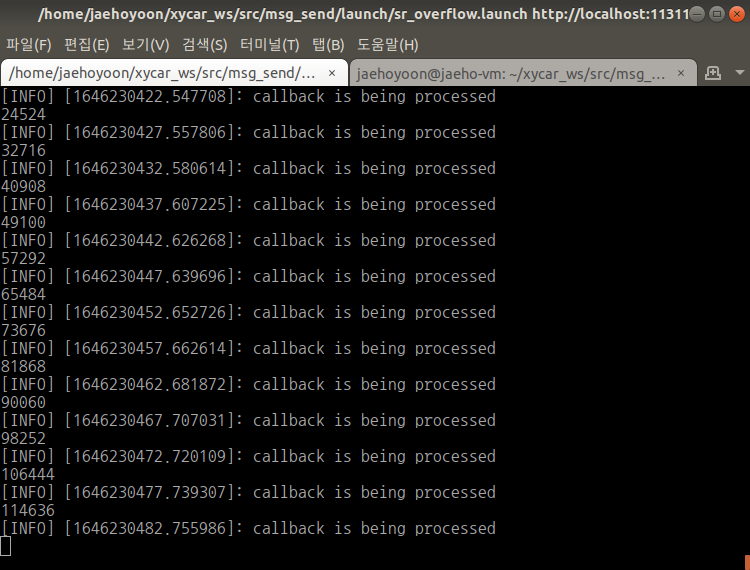 /home/jaehoyoon/xycar_ws/src/msg_send/launch/sr_overflow.launch http://localhost:11311
파일(F) 편집(E) 보기(V) 검색(S) 터미널(T) 탭(B) 도움말(H)
/home/jaehoyoon/xycar_ws/src/msg_send/... × jaehoyoon@jaeho-vm: ~/xycar_ws/src/msg_... ×
[INFO] [1646230422.547708]: callback is being processed
24524
[INFO] [1646230427.557806]: callback is being processed
32716
[INFO] [1646230432.580614]: callback is being processed
40908
[INFO] [1646230437.607225]: callback is being processed
49100
[INFO] [1646230442.626268]: callback is being processed
57292
[INFO] [1646230447.639696]: callback is being processed
65484
[INFO] [1646230452.652726]: callback is being processed
73676
[INFO] [1646230457.662614]: callback is being processed
81868
[INFO] [1646230462.681872]: callback is being processed
90060
[INFO] [1646230467.707031]: callback is being processed
98252
[INFO] [1646230472.720109]: callback is being processed
106444
[INFO] [1646230477.739307]: callback is being processed
114636
[INFO] [1646230482.755986]: callback is being processed